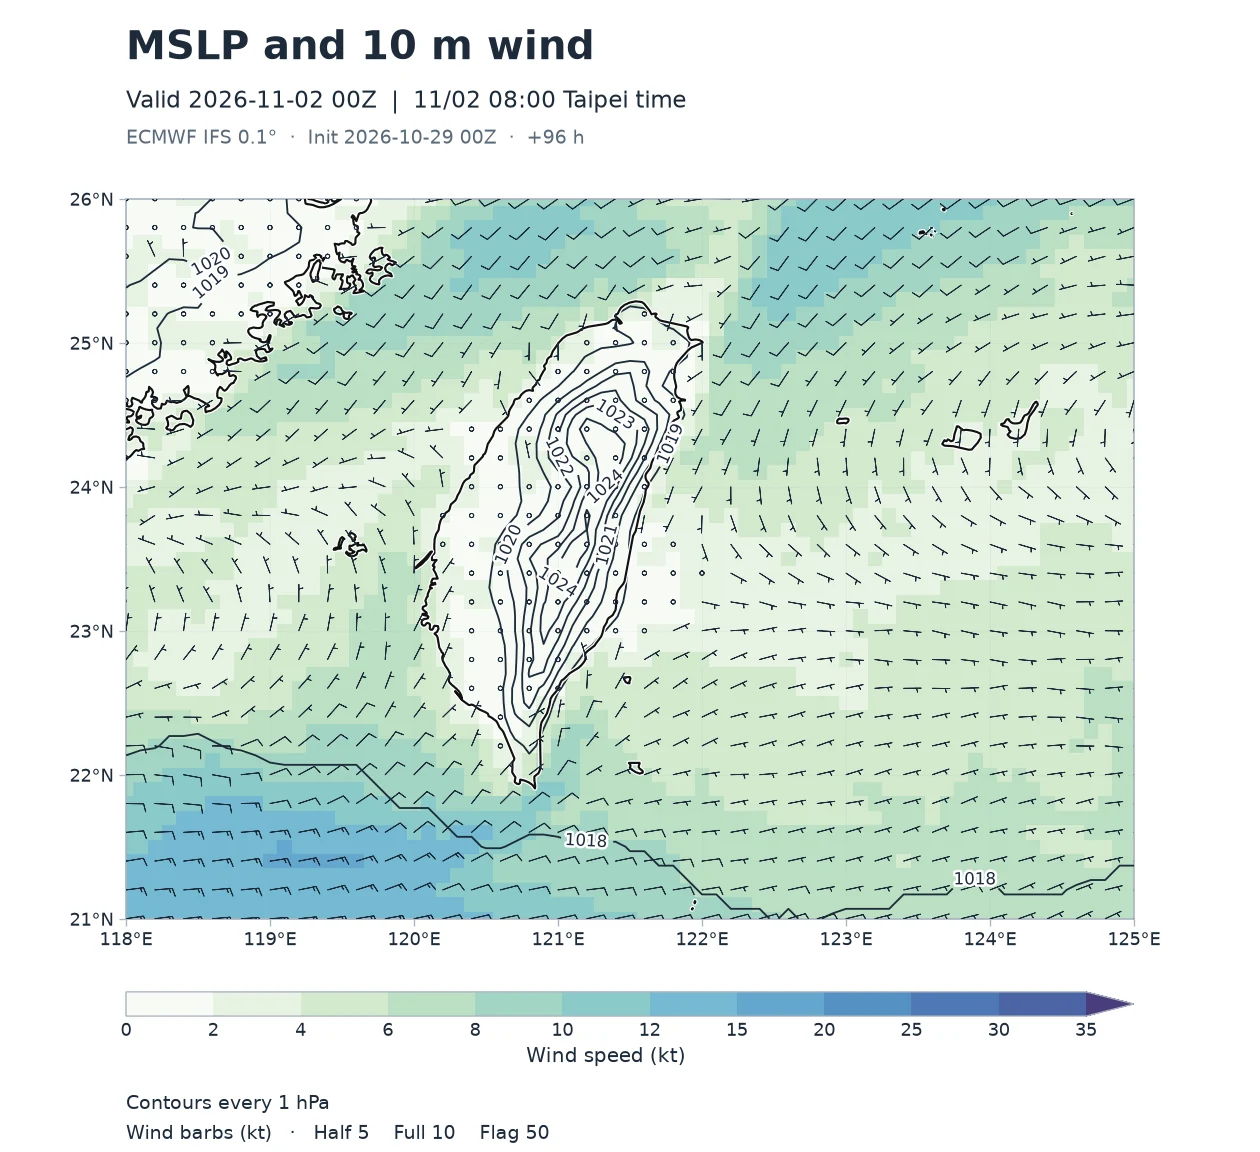 MSLP and 10 m wind
Valid 2026-11-02 00Z | 11/02 08:00 Taipei time
ECMWF IFS 0.1° · Init 2026-10-29 00Z · +96 h
26°N
25°N
24°N
23°N
22°N
21°N
1020
1019
1023
1022
1019
1024
1020
1021
1024
1018
1018
118°E 119°E 120°E 121°E 122°E 123°E 124°E 125°E
0 2 4 6 8 10 12 15 20 25 30 35
Wind speed (kt)
Contours every 1 hPa
Wind barbs (kt) · Half 5 Full 10 Flag 50